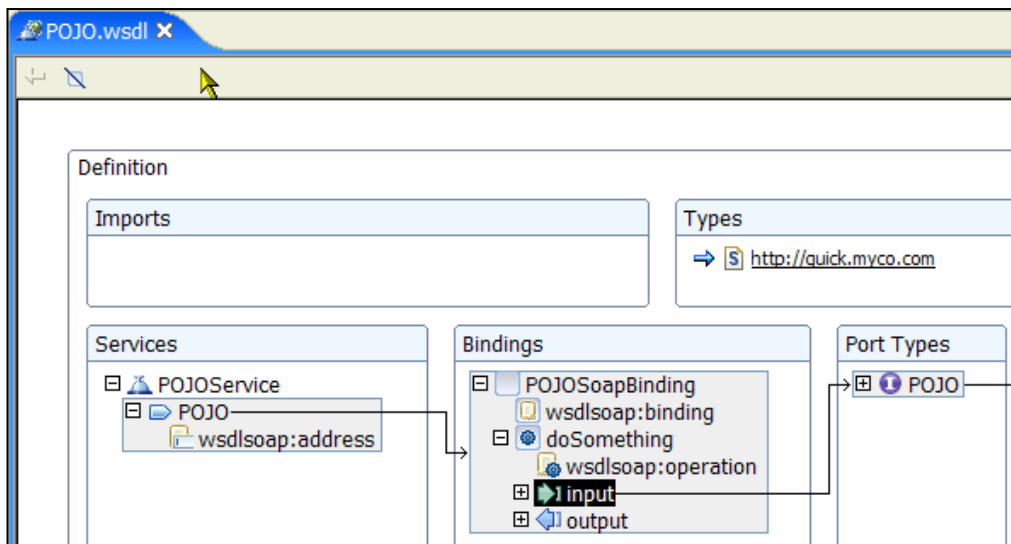 POJO.wsdl
Definition
Imports
Types
S http://quick.myco.com
Services
Bindings
Port Types
POJOService
POJO
wsdlsoap:address
POJOSoapBinding
wsdlsoap:binding
doSomething
wsdlsoap:operation
input
output
I POJO